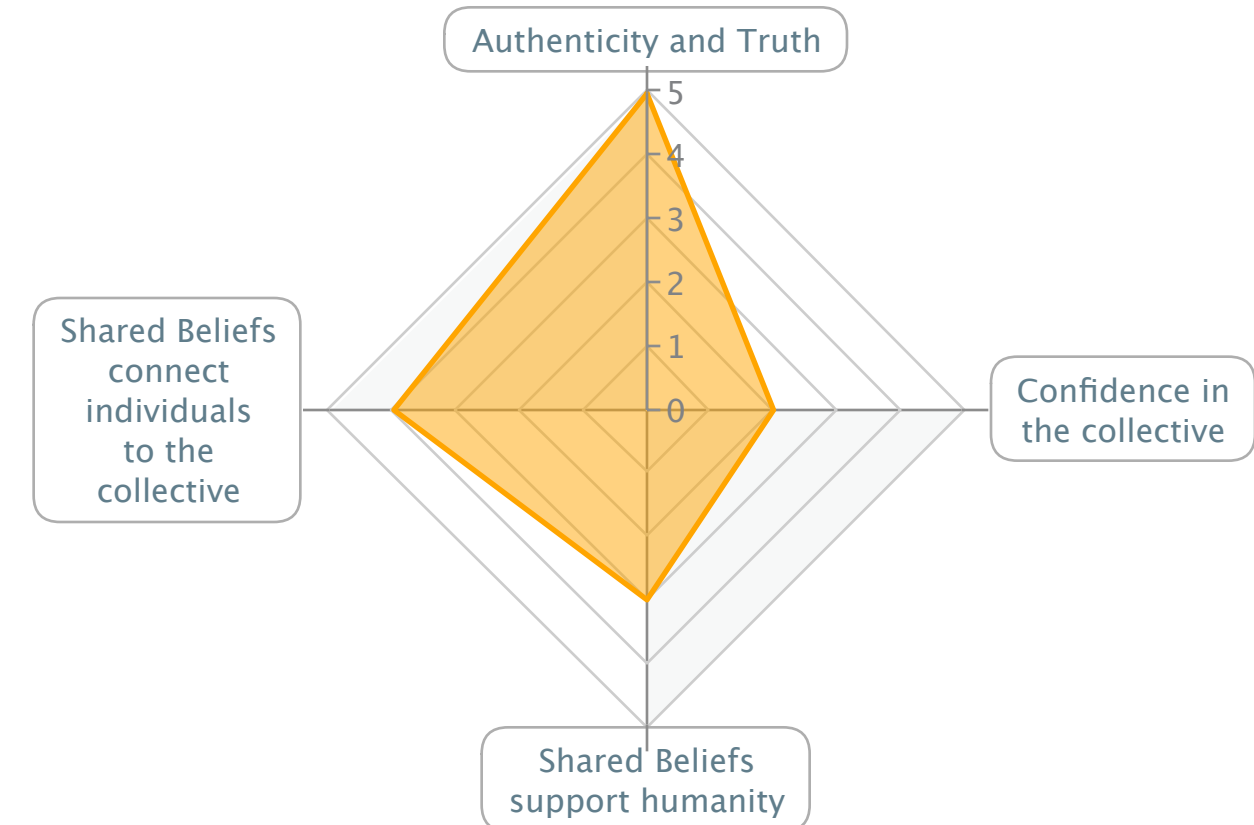 Authenticity and Truth
5
4
3
2
1
0
Shared Beliefs
connect
individuals
to the
collective
Confidence in
the collective
Shared Beliefs
support humanity